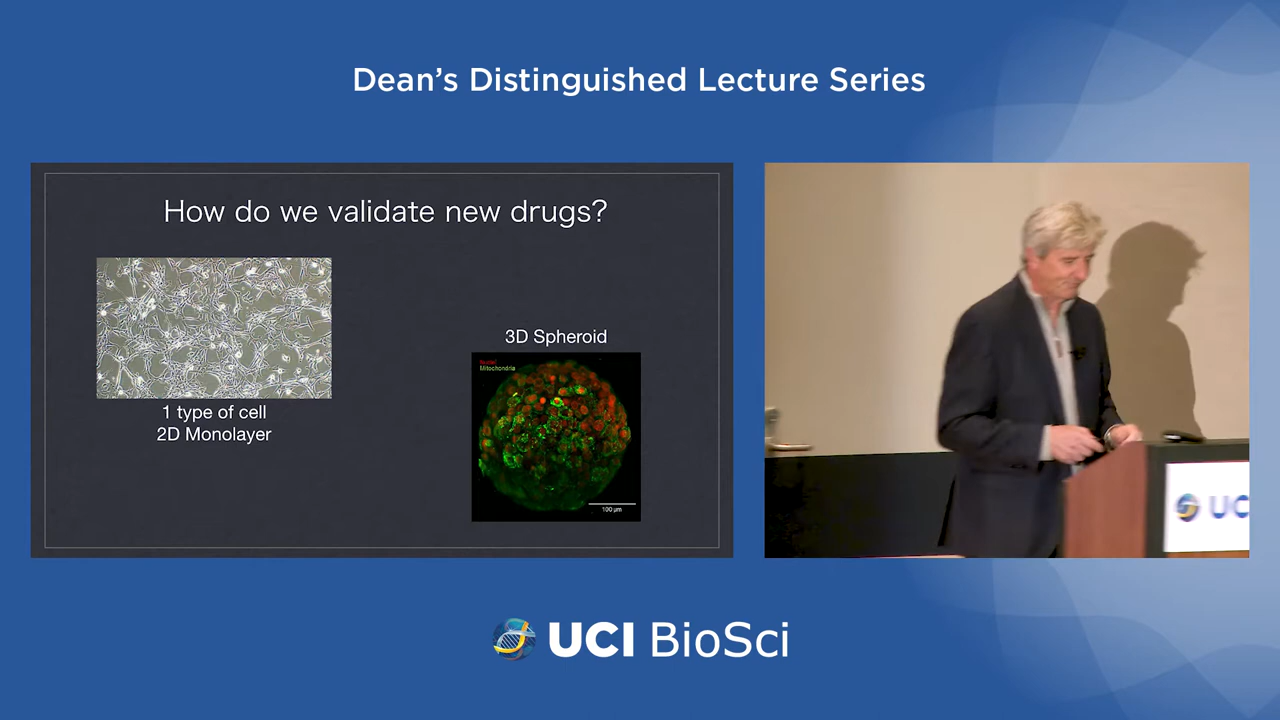 Dean's Distinguished Lecture Series
How do we validate new drugs?
1 type of cell
2D Monolayer
3D Spheroid
Nuclei
Mitochondria
100 μm
UC
UCI BioSci